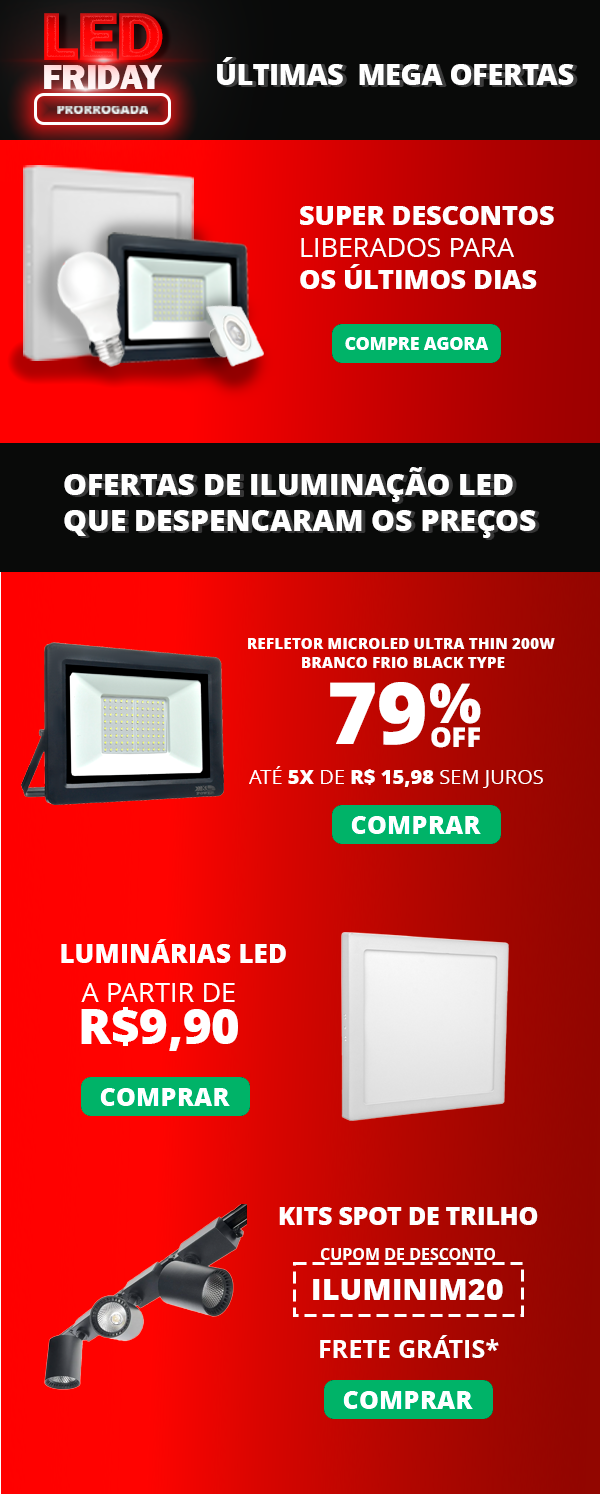 LED
FRIDAY
PRORROGADA
ÚLTIMAS MEGA OFERTAS
SUPER DESCONTOS
LIBERADOS PARA
OS ÚLTIMOS DIAS
COMPRE AGORA
OFERTAS DE ILUMINAÇÃO LED
QUE DESPENCARAM OS PREÇOS
REFLETOR MICROLED ULTRA THIN 200W
BRANCO FRIO BLACK TYPE
79%
OFF
ATÉ 5X DE R$ 15,98 SEM JUROS
COMPRAR
LUMINÁRIAS LED
A PARTIR DE
R$9,90
COMPRAR
KITS SPOT DE TRILHO
CUPOM DE DESCONTO
ILUMINIM20
FRETE GRÁTIS*
COMPRAR